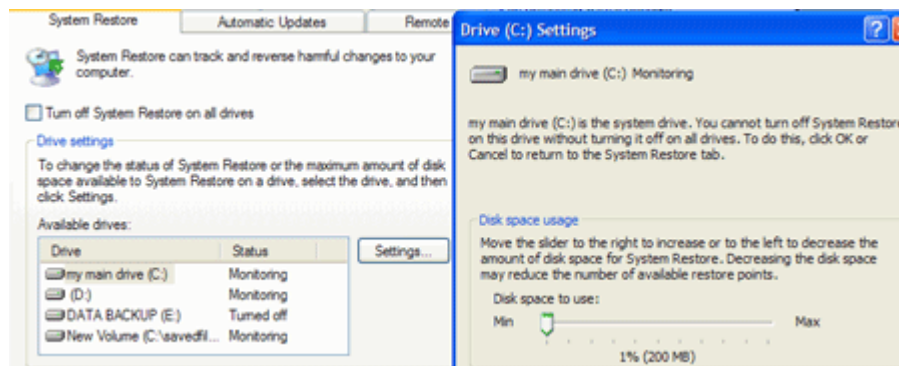 System Restore
Automatic Updates
Remote
System Restore can track and reverse harmful changes to your
computer.
Turn off System Restore on all drives
Drive settings
To change the status of System Restore or the maximum amount of disk
space available to System Restore on a drive, select the drive, and then
click Settings.
Available drives:
Drive Status
my main drive (C:) Monitoring
(D:) Monitoring
DATA BACKUP (E:) Turned off
New Volume (C:\savedfil... Monitoring
Settings...
Drive (C:) Settings
my main drive (C:) Monitoring
my main drive (C:) is the system drive. You cannot turn off System Restore
on this drive without turning it off on all drives. To do this, click OK or
Cancel to return to the System Restore tab.
Disk space usage
Move the slider to the right to increase or to the left to decrease the
amount of disk space for System Restore. Decreasing the disk space
may reduce the number of available restore points.
Disk space to use:
Min Max
1% (200 MB)